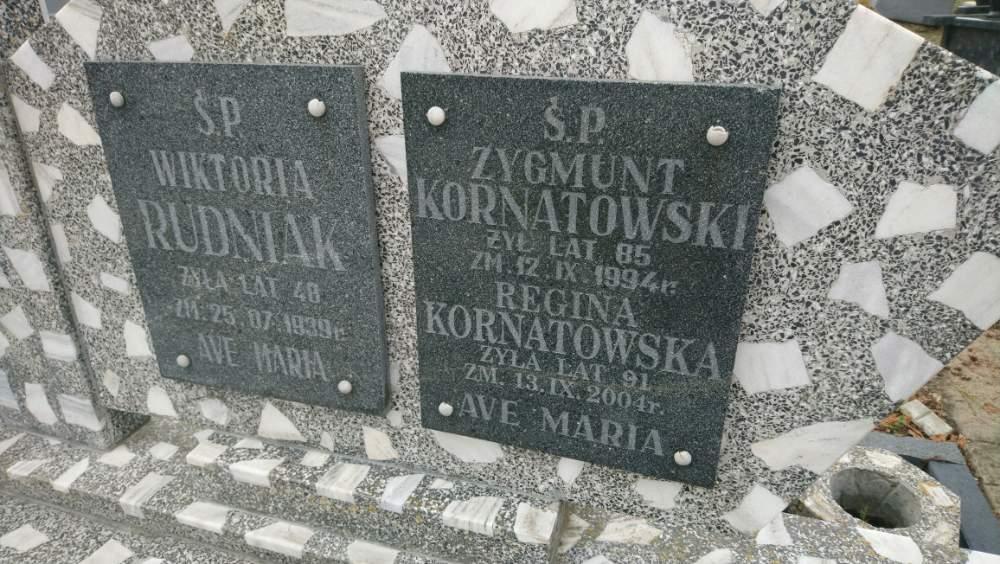 Ś.P.
WIKTORIA
RUDNIAK
ŻYŁA LAT 48
ZM. 25.07.1939r.
AVE MARIA
Ś.P.
ZYGMUNT
KORNATOWSKI
ŻYŁ LAT 85
ZM. 12.IX.1994r.
REGINA
KORNATOWSKA
ŻYŁA LAT 91
ZM. 13.IX.2004r.
AVE MARIA